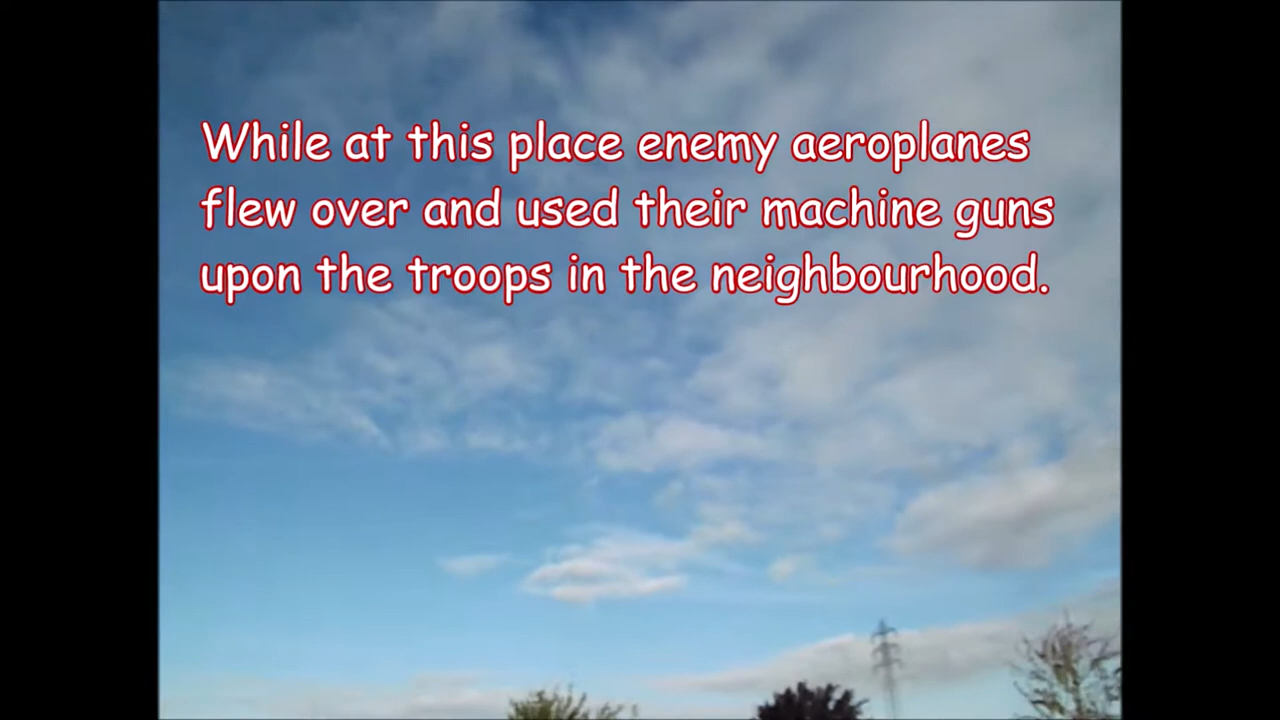 While at this place enemy aeroplanes
flew over and used their machine guns
upon the troops in the neighbourhood.